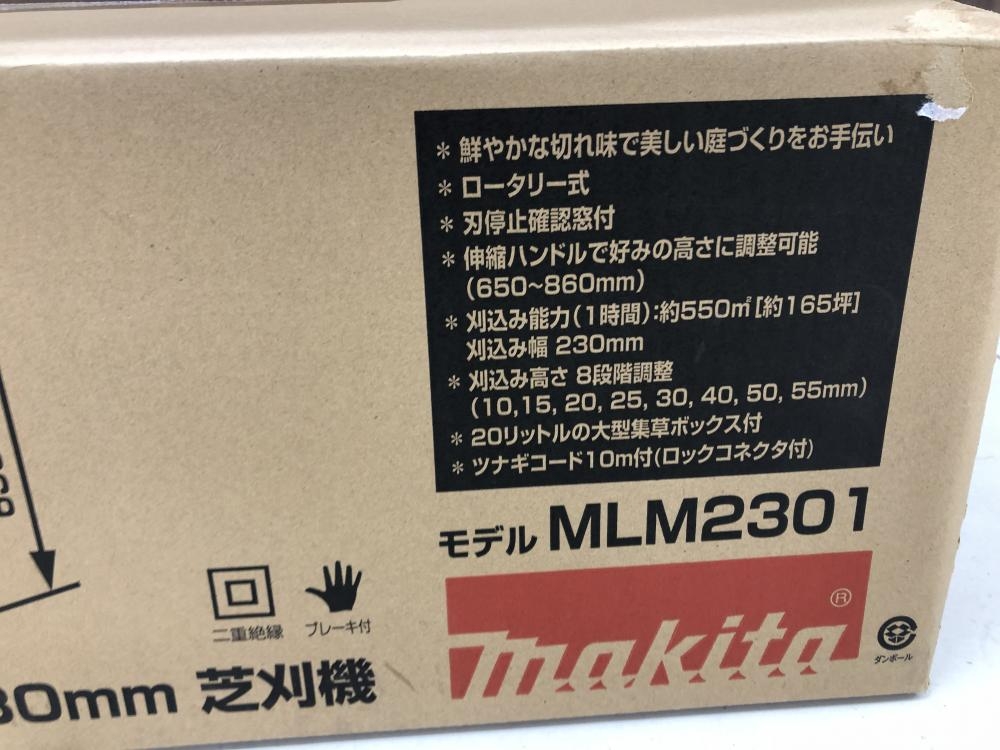 * 鮮やかな切れ味で美しい庭づくりをお手伝い
* ロータリー式
* 刃停止確認窓付
* 伸縮ハンドルで好みの高さに調整可能
(650~860mm)
* 刈込み能力(1時間):約550㎡[約165坪]
刈込み幅 230mm
* 刈込み高さ 8段階調整
(10,15, 20, 25, 30, 40, 50, 55mm)
* 20リットルの大型集草ボックス付
* ツナギコード10m付(ロックコネクタ付)
モデル MLM2301
二重絶縁
ブレーキ付
30mm 芝刈機
makita ®
ダンボール